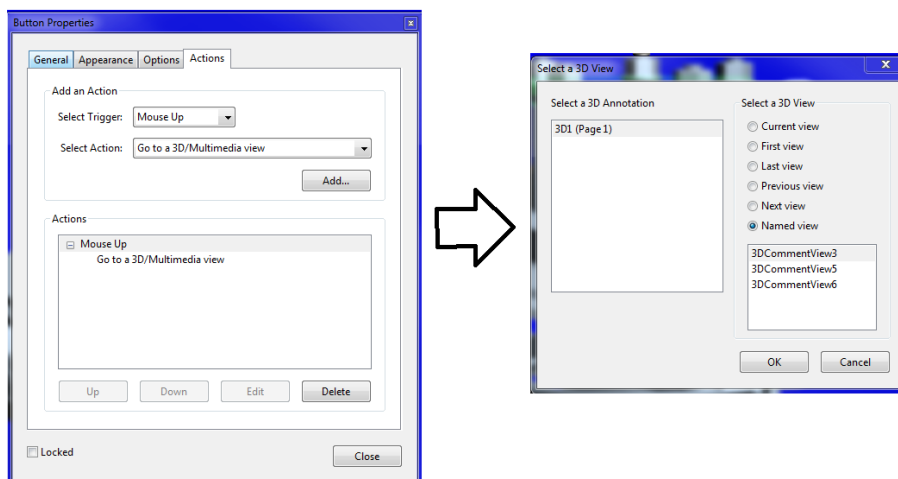 Button Properties
General Appearance Options Actions
Add an Action
Select Trigger: Mouse Up
Select Action: Go to a 3D/Multimedia view
Add...
Actions
Mouse Up
Go to a 3D/Multimedia view
Up Down Edit Delete
Locked
Close
Select a 3D View
Select a 3D Annotation
3D1 (Page 1)
Select a 3D View
Current view
First view
Last view
Previous view
Next view
Named view
3DCommentView3
3DCommentView5
3DCommentView6
OK Cancel